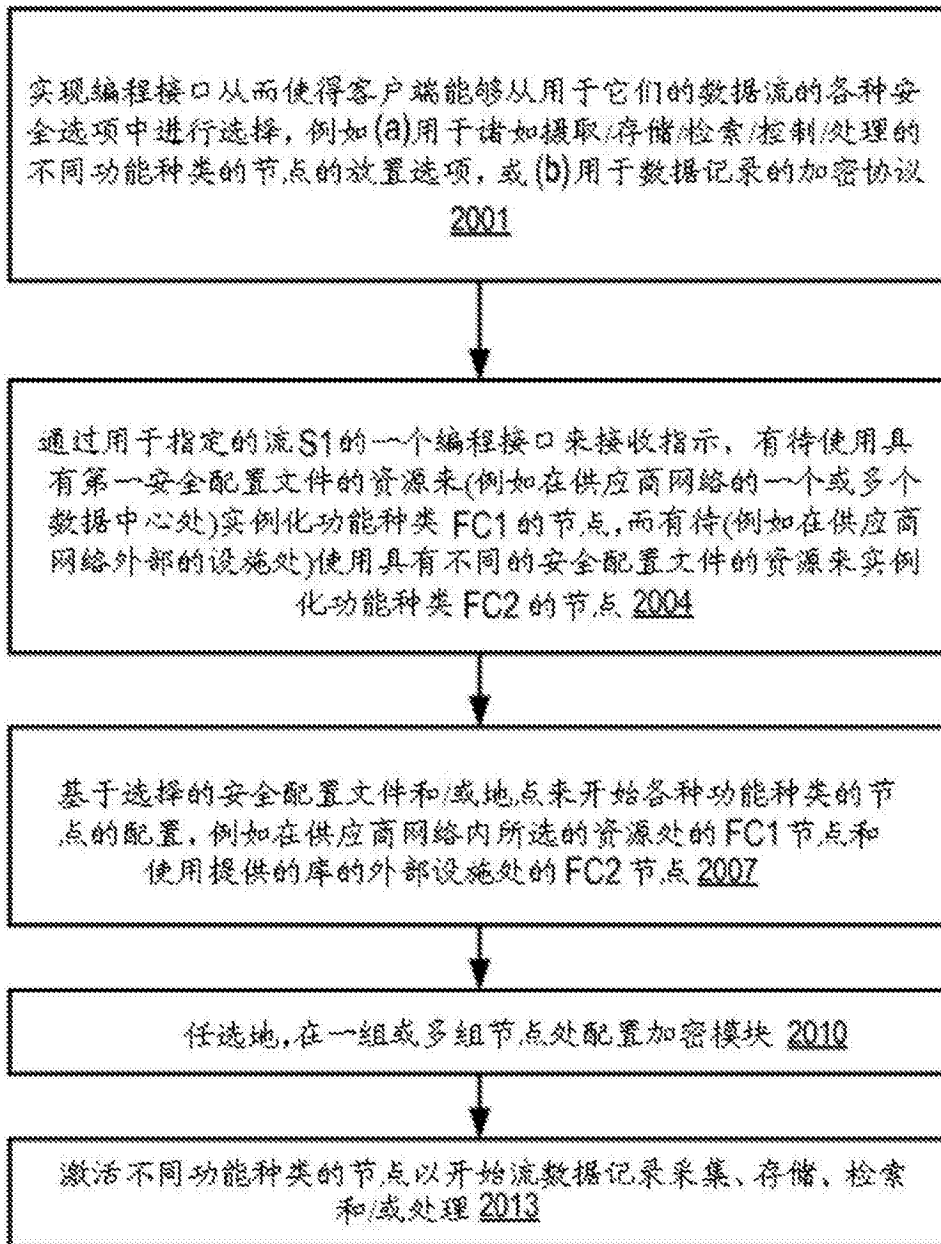 实现编程接口从而使得客户端能够从用于它们的数据流的各种安
全选项中进行选择，例如(a)用于诸如摄取/存储/检索/控制/处理的
不同功能种类的节点的放置选项，或(b)用于数据记录的加密协议
2001
通过用于指定的流S1的一个编程接口来接收指示，有待使用具
有第一安全配置文件的资源来(例如在供应商网络的一个或多个
数据中心处)实例化功能种类 FC1 的节点，而有待(例如在供应商
网络外部的设施处)使用具有不同的安全配置文件的资源来实例
化功能种类 FC2 的节点 2004
基于选择的安全配置文件和/或地点来开始各种功能种类的节
点的配置，例如在供应商网络内所选的资源处的FC1节点和
使用提供的库的外部设施处的FC2节点 2007
任选地，在一组或多组节点处配置加密模块 2010
激活不同功能种类的节点以开始流数据记录采集、存储、检索
和/或处理 2013